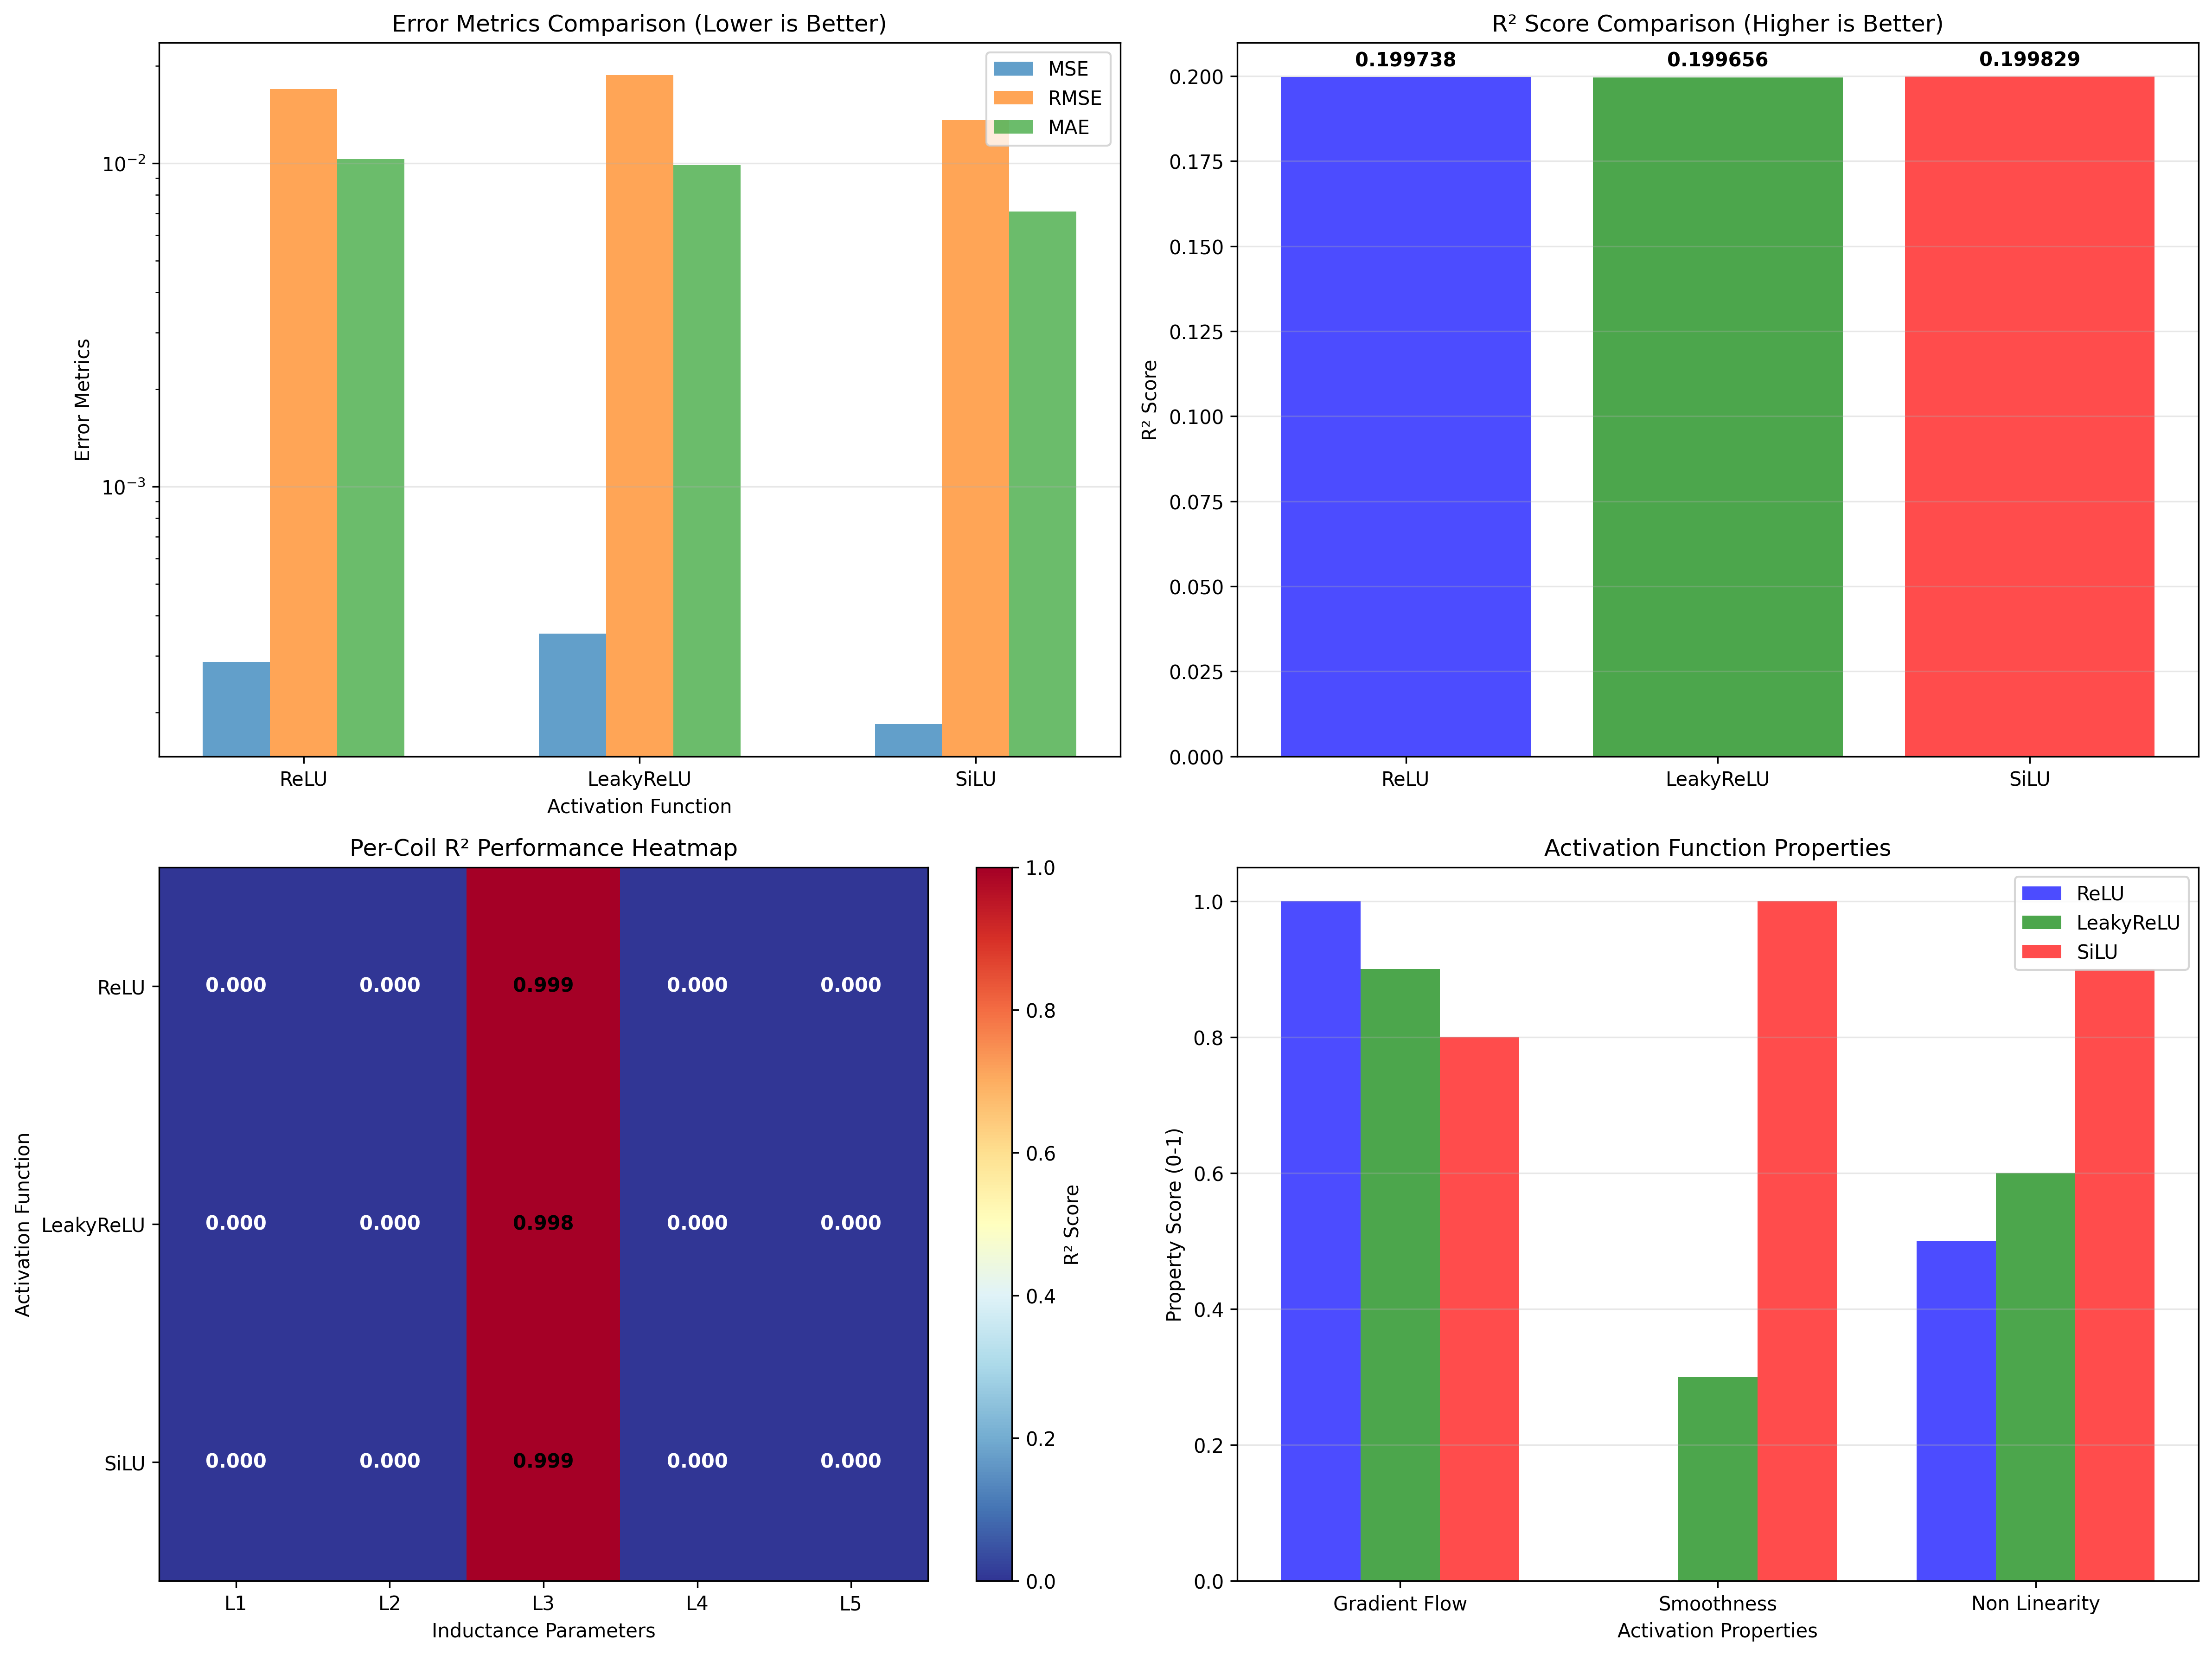 Error Metrics Comparison (Lower is Better)
Error Metrics
10⁻²
10⁻³
MSE
RMSE
MAE
ReLU
LeakyReLU
SiLU
Activation Function
R² Score Comparison (Higher is Better)
R² Score
0.200
0.175
0.150
0.125
0.100
0.075
0.050
0.025
0.000
0.199738
0.199656
0.199829
ReLU
LeakyReLU
SiLU
Per-Coil R² Performance Heatmap
Activation Function
ReLU
0.000 0.000 0.999 0.000 0.000
LeakyReLU
0.000 0.000 0.998 0.000 0.000
SiLU
0.000 0.000 0.999 0.000 0.000
L1
L2
L3
L4
L5
Inductance Parameters
1.0
0.8
0.6
0.4
0.2
0.0
R² Score
Activation Function Properties
Property Score (0-1)
1.0
0.8
0.6
0.4
0.2
0.0
ReLU
LeakyReLU
SiLU
Gradient Flow
Smoothness
Non Linearity
Activation Properties